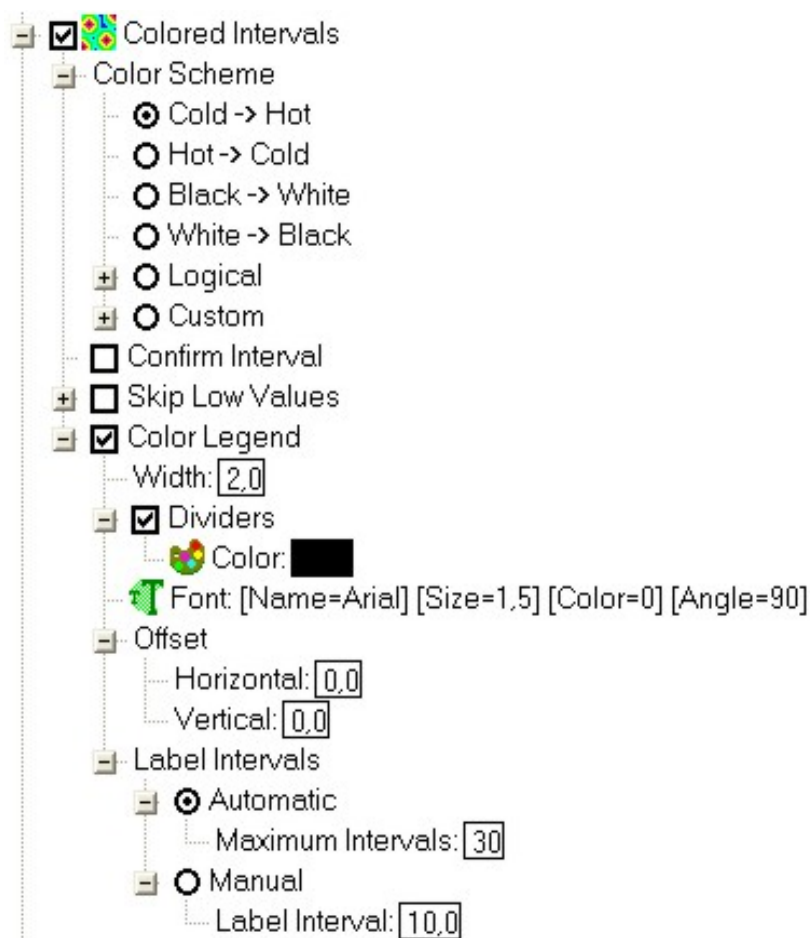 Colored Intervals
Color Scheme
Cold -> Hot
Hot -> Cold
Black -> White
White -> Black
Logical
Custom
Confirm Interval
Skip Low Values
Color Legend
Width: 2,0
Dividers
Color:
Font: [Name=Arial] [Size=1,5] [Color=0] [Angle=90]
Offset
Horizontal: 0,0
Vertical: 0,0
Label Intervals
Automatic
Maximum Intervals: 30
Manual
Label Interval: 10,0